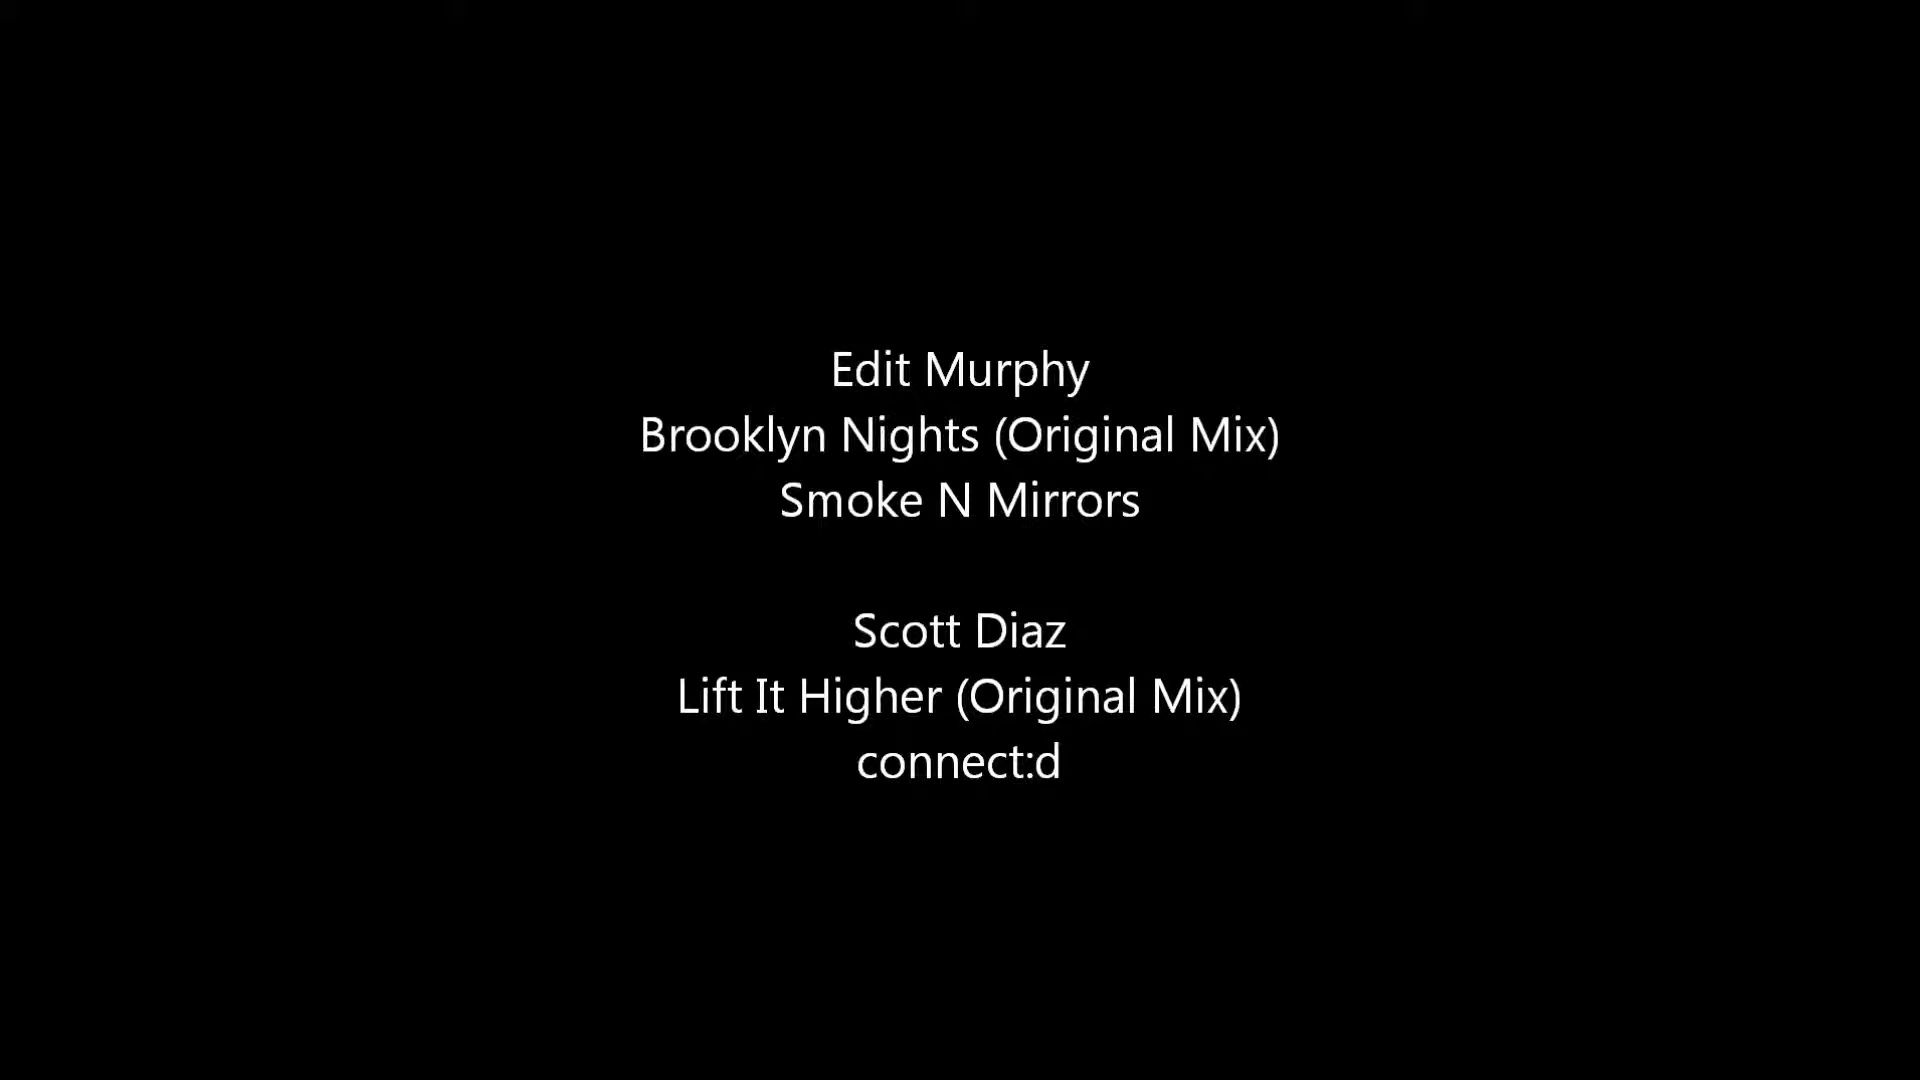 Edit Murphy
Brooklyn Nights (Original Mix)
Smoke N Mirrors
Scott Diaz
Lift It Higher (Original Mix)
connect:d